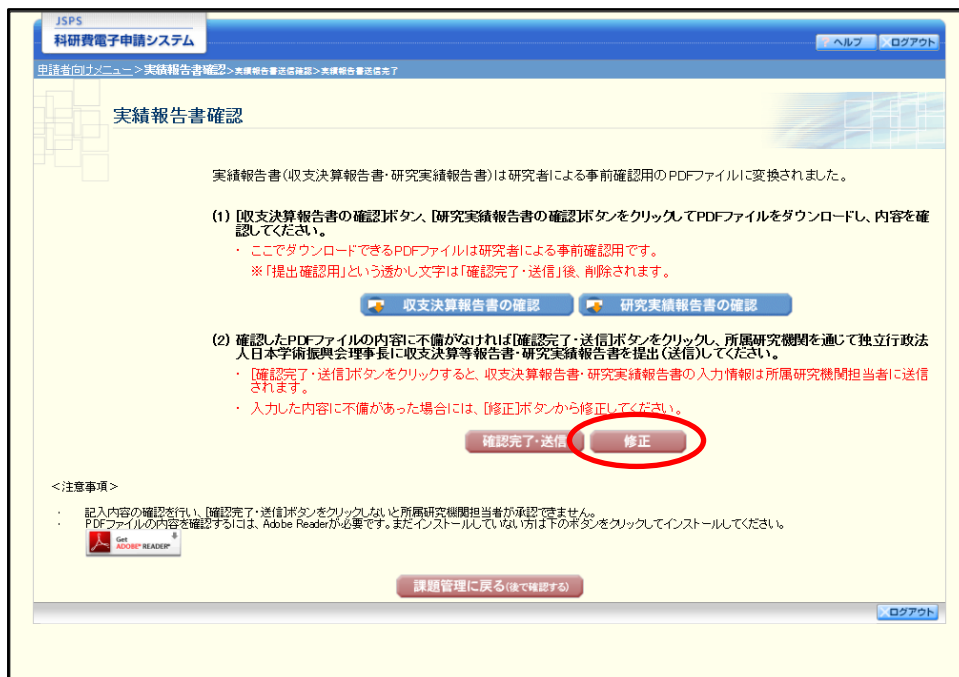 JSPS
科研費電子申請システム
? ヘルプ
×ログアウト
申請者向けメニュー>実績報告書確認>実績報告書送信確認>実績報告書送信完了
実績報告書確認
実績報告書(収支決算報告書・研究実績報告書)は研究者による事前確認用のPDFファイルに変換されました。
(1) [収支決算報告書の確認]ボタン、[研究実績報告書の確認]ボタンをクリックしてPDFファイルをダウンロードし、内容を確
認してください。
・ ここでダウンロードできるPDFファイルは研究者による事前確認用です。
※「提出確認用」という透かし文字は「確認完了・送信」後、削除されます。
収支決算報告書の確認
研究実績報告書の確認
(2) 確認したPDFファイルの内容に不備がなければ[確認完了・送信]ボタンをクリックし、所属研究機関を通じて独立行政法
人日本学術振興会理事長に収支決算等報告書・研究実績報告書を提出(送信)してください。
・ [確認完了・送信]ボタンをクリックすると、収支決算報告書・研究実績報告書の入力情報は所属研究機関担当者に送信
されます。
・ 入力した内容に不備があった場合には、[修正]ボタンから修正してください。
確認完了・送信
修正
<注意事項>
・ 記入内容の確認を行い、[確認完了・送信]ボタンをクリックしないと所属研究機関担当者が承認できません。
・ PDFファイルの内容を確認するには、Adobe Readerが必要です。まだインストールしていない方は下のボタンをクリックしてインストールしてください。
Get
ADOBE® READER®
課題管理に戻る(後で確認する)
×ログアウト